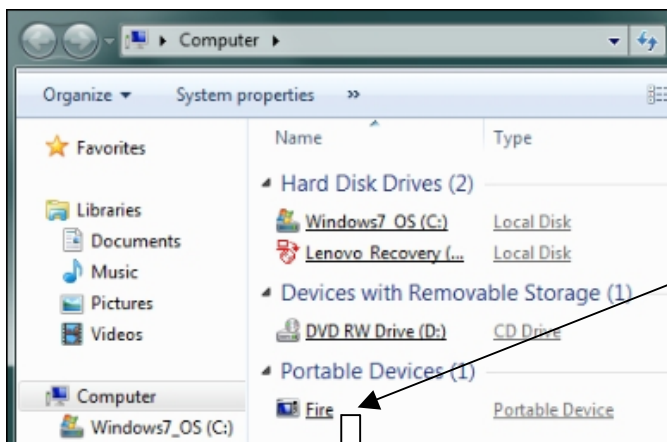 Computer
Organize System properties »
Favorites
Libraries
Documents
Music
Pictures
Videos
Computer
Windows7_OS (C:)
Name Type
Hard Disk Drives (2)
Windows7_OS (C:) Local Disk
Lenovo_Recovery (... Local Disk
Devices with Removable Storage (1)
DVD RW Drive (D:) CD Drive
Portable Devices (1)
Fire Portable Device